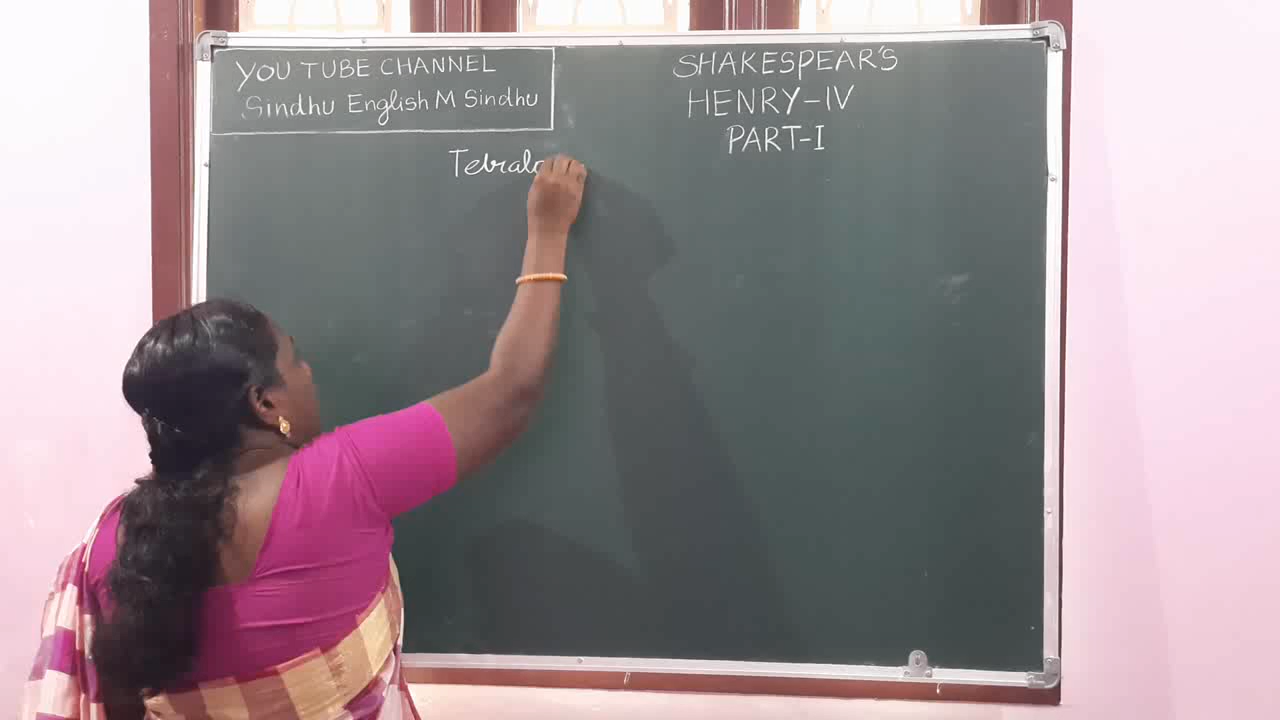 YOU TUBE CHANNEL
Sindhu English M Sindhu
SHAKESPEAR'S
HENRY-IV
PART-I